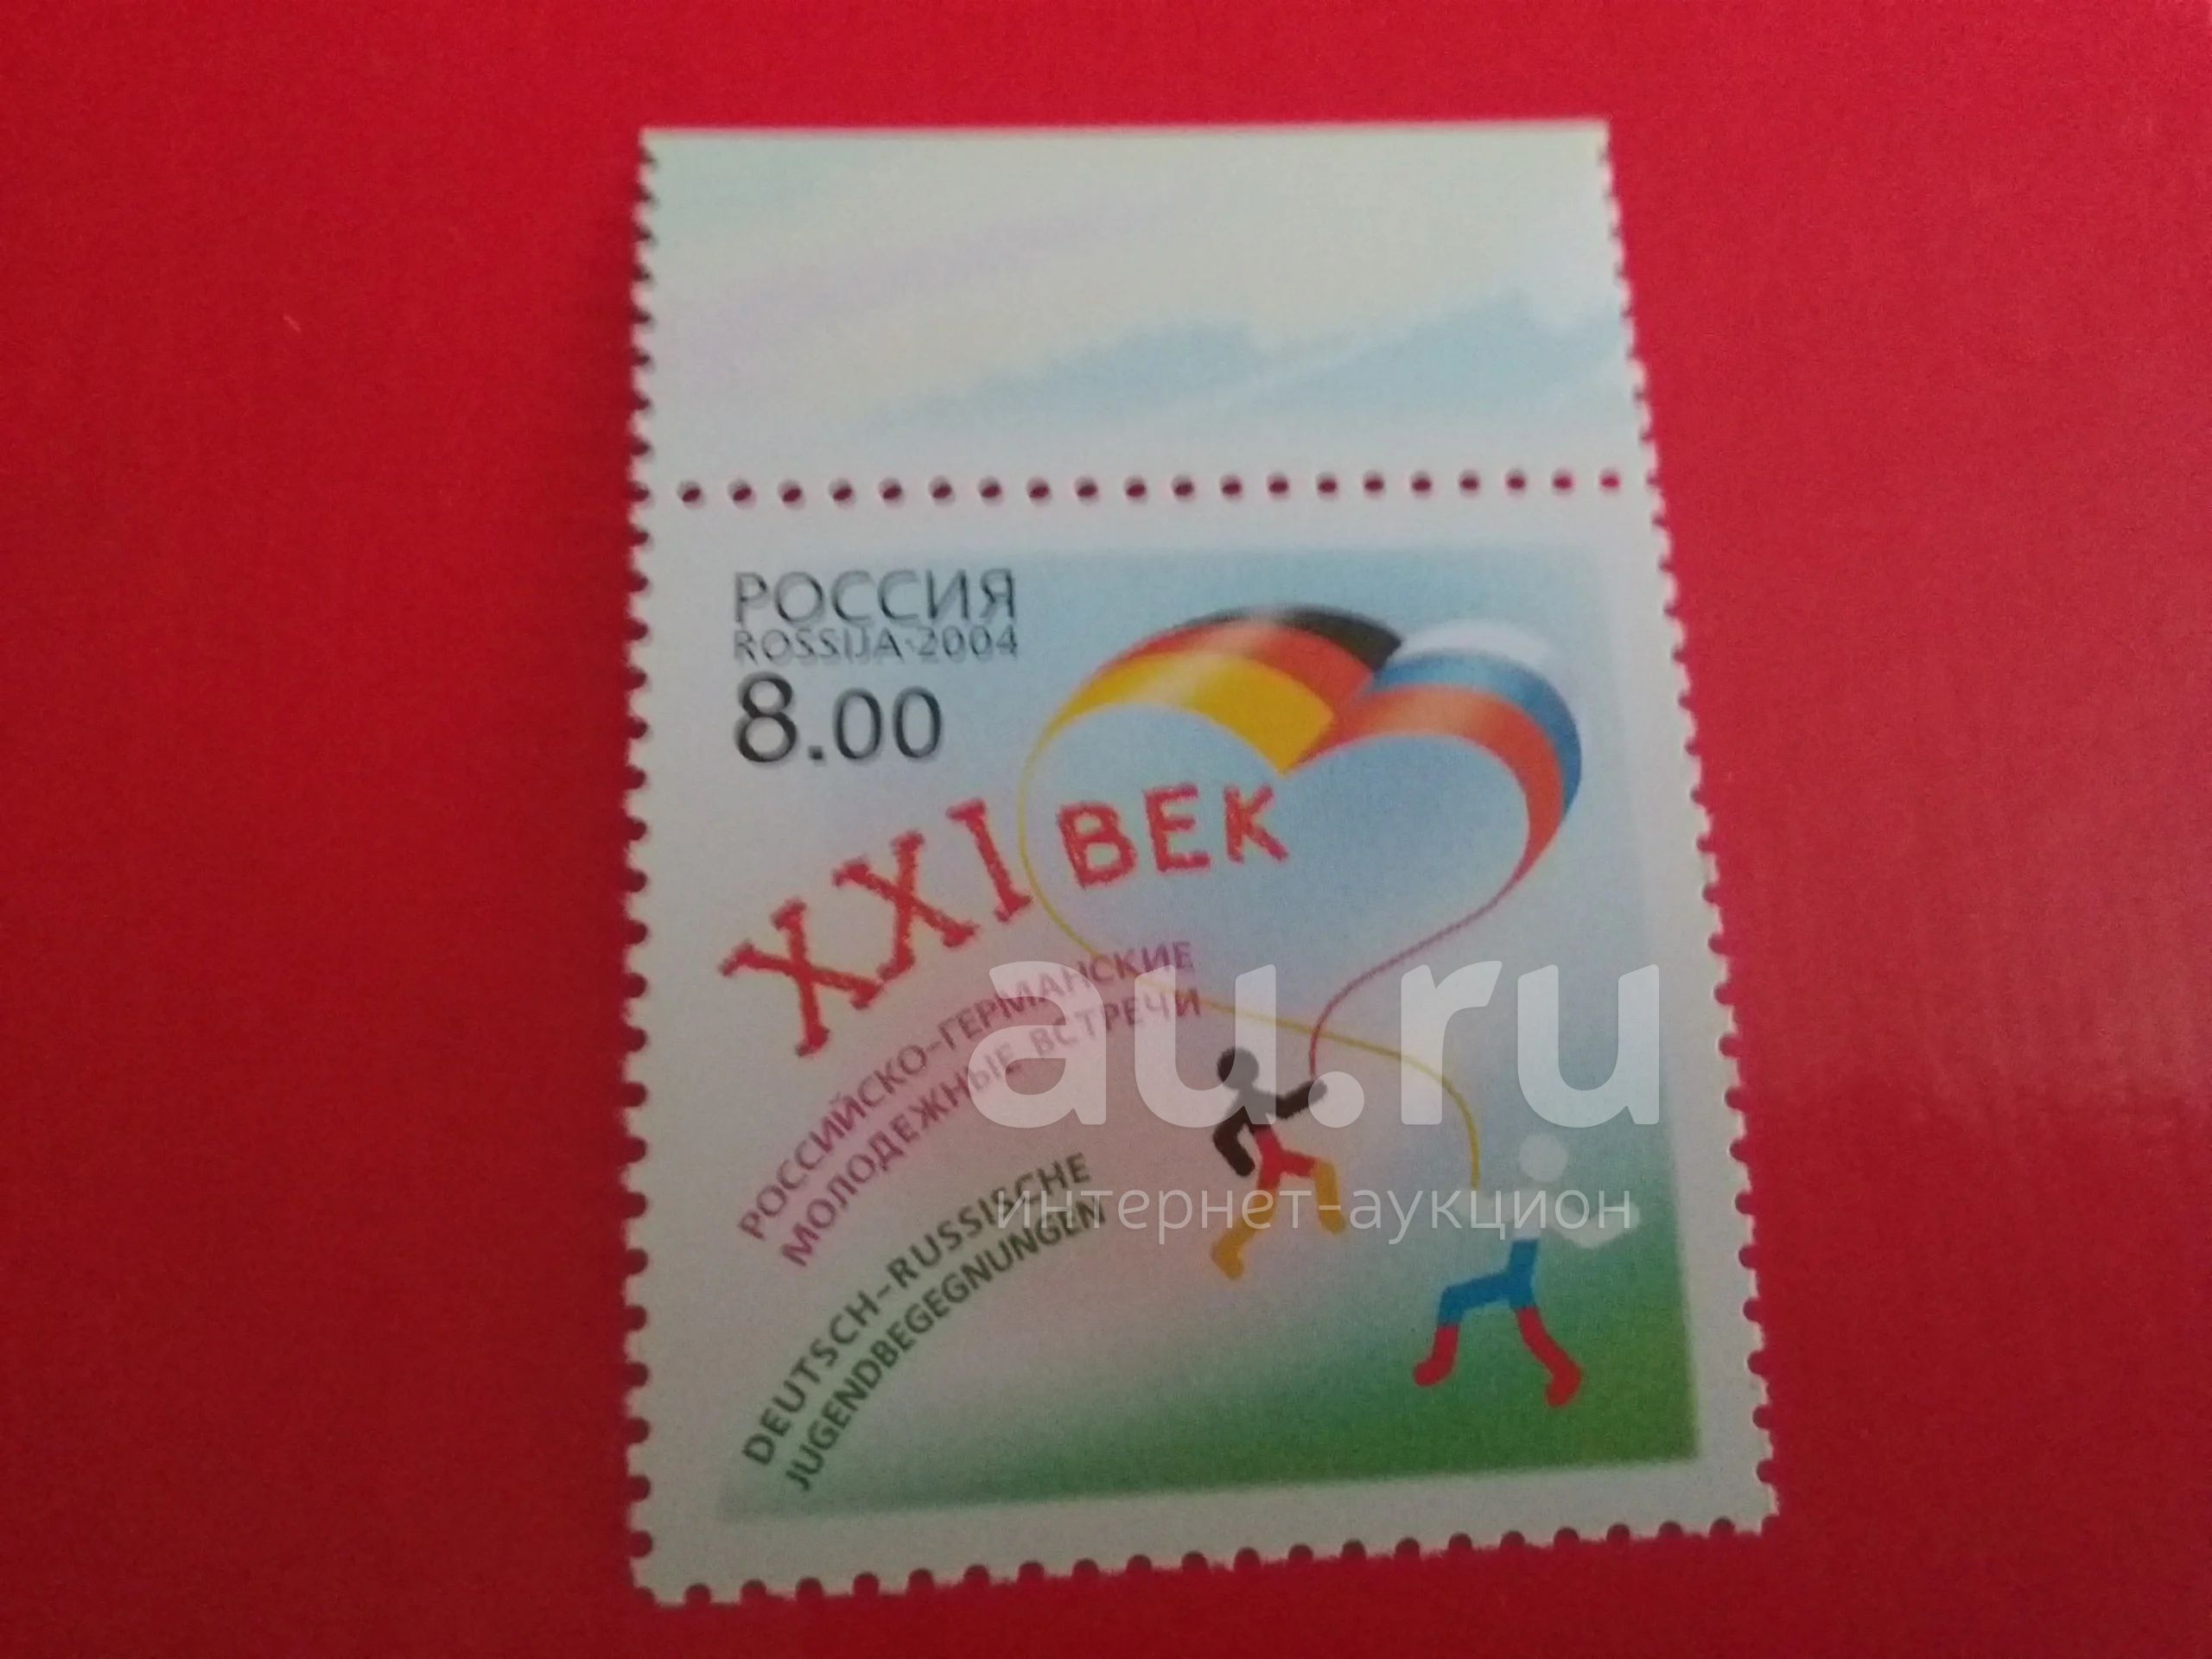 РОССИЯ
ROSSIJA·2004
8.00
XXI ВЕК
РОССИЙСКО-ГЕРМАНСКИЕ
МОЛОДЕЖНЫЕ ВСТРЕЧИ
DEUTSCH-RUSSISCHE
JUGENDBEGEGNUNGEN
au.ru
интернет-аукцион